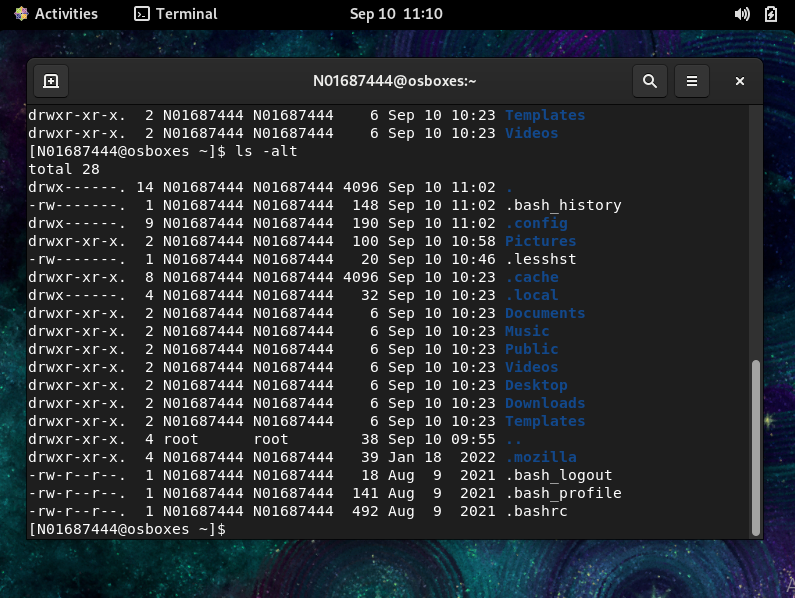 Activities Terminal Sep 10 11:10
N01687444@osboxes:~
drwxr-xr-x.  2 N01687444 N01687444    6 Sep 10 10:23 Templates
drwxr-xr-x.  2 N01687444 N01687444    6 Sep 10 10:23 Videos
[N01687444@osboxes ~]$ ls -alt
total 28
drwx------. 14 N01687444 N01687444 4096 Sep 10 11:02 .
-rw-------.  1 N01687444 N01687444  148 Sep 10 11:02 .bash_history
drwx------.  9 N01687444 N01687444  190 Sep 10 11:02 .config
drwxr-xr-x.  2 N01687444 N01687444  100 Sep 10 10:58 Pictures
-rw-------.  1 N01687444 N01687444   20 Sep 10 10:46 .lesshst
drwxr-xr-x.  8 N01687444 N01687444 4096 Sep 10 10:23 .cache
drwx------.  4 N01687444 N01687444   32 Sep 10 10:23 .local
drwxr-xr-x.  2 N01687444 N01687444    6 Sep 10 10:23 Documents
drwxr-xr-x.  2 N01687444 N01687444    6 Sep 10 10:23 Music
drwxr-xr-x.  2 N01687444 N01687444    6 Sep 10 10:23 Public
drwxr-xr-x.  2 N01687444 N01687444    6 Sep 10 10:23 Videos
drwxr-xr-x.  2 N01687444 N01687444    6 Sep 10 10:23 Desktop
drwxr-xr-x.  2 N01687444 N01687444    6 Sep 10 10:23 Downloads
drwxr-xr-x.  2 N01687444 N01687444    6 Sep 10 10:23 Templates
drwxr-xr-x.  4 root      root        38 Sep 10 09:55 ..
drwxr-xr-x.  4 N01687444 N01687444   39 Jan 18  2022 .mozilla
-rw-r--r--.  1 N01687444 N01687444   18 Aug  9  2021 .bash_logout
-rw-r--r--.  1 N01687444 N01687444  141 Aug  9  2021 .bash_profile
-rw-r--r--.  1 N01687444 N01687444  492 Aug  9  2021 .bashrc
[N01687444@osboxes ~]$